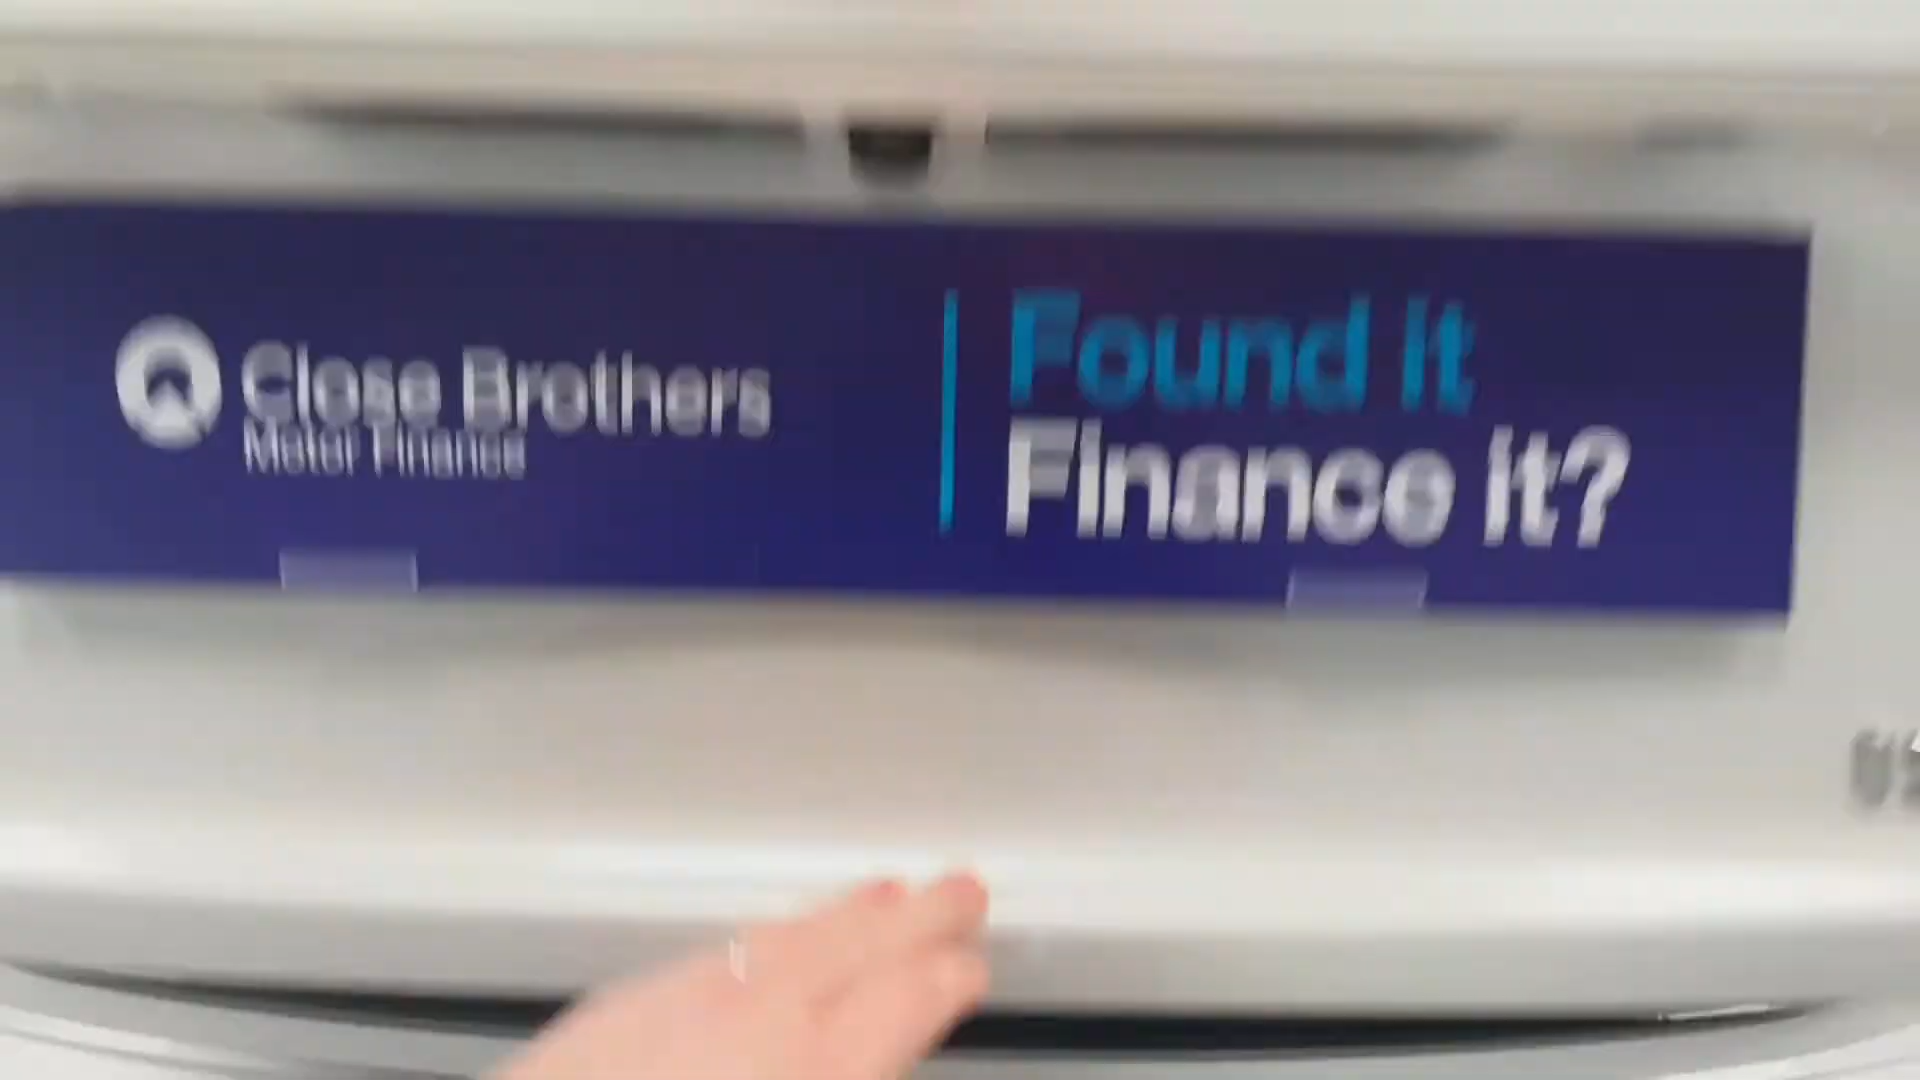 Close Brothers
Motor Finance
Found it
Finance it?